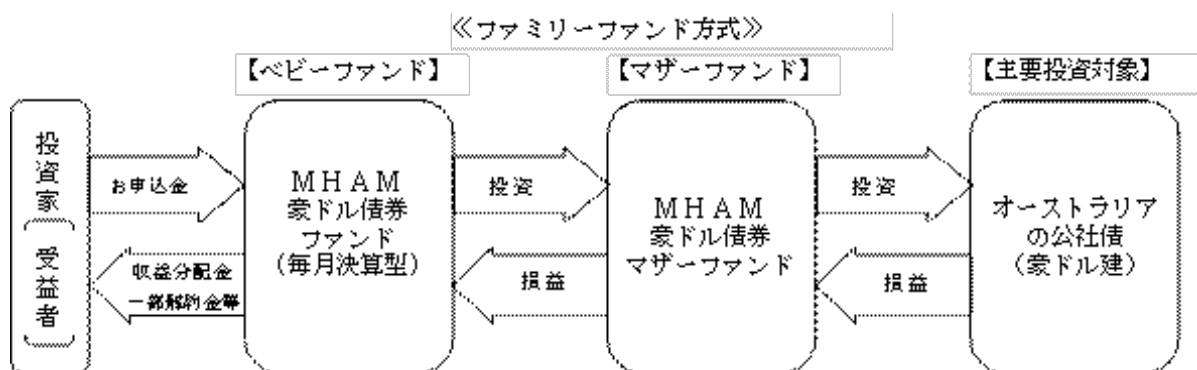 ≪ファミリーファンド方式≫
【ベビーファンド】
【マザーファンド】
【主要投資対象】
投資家
(受益者)
お申込金
収益分配金
一部解約金等
MHAM
豪ドル債券
ファンド
(毎月決算型)
投資
損益
MHAM
豪ドル債券
マザーファンド
投資
損益
オーストラリア
の公社債
(豪ドル建)